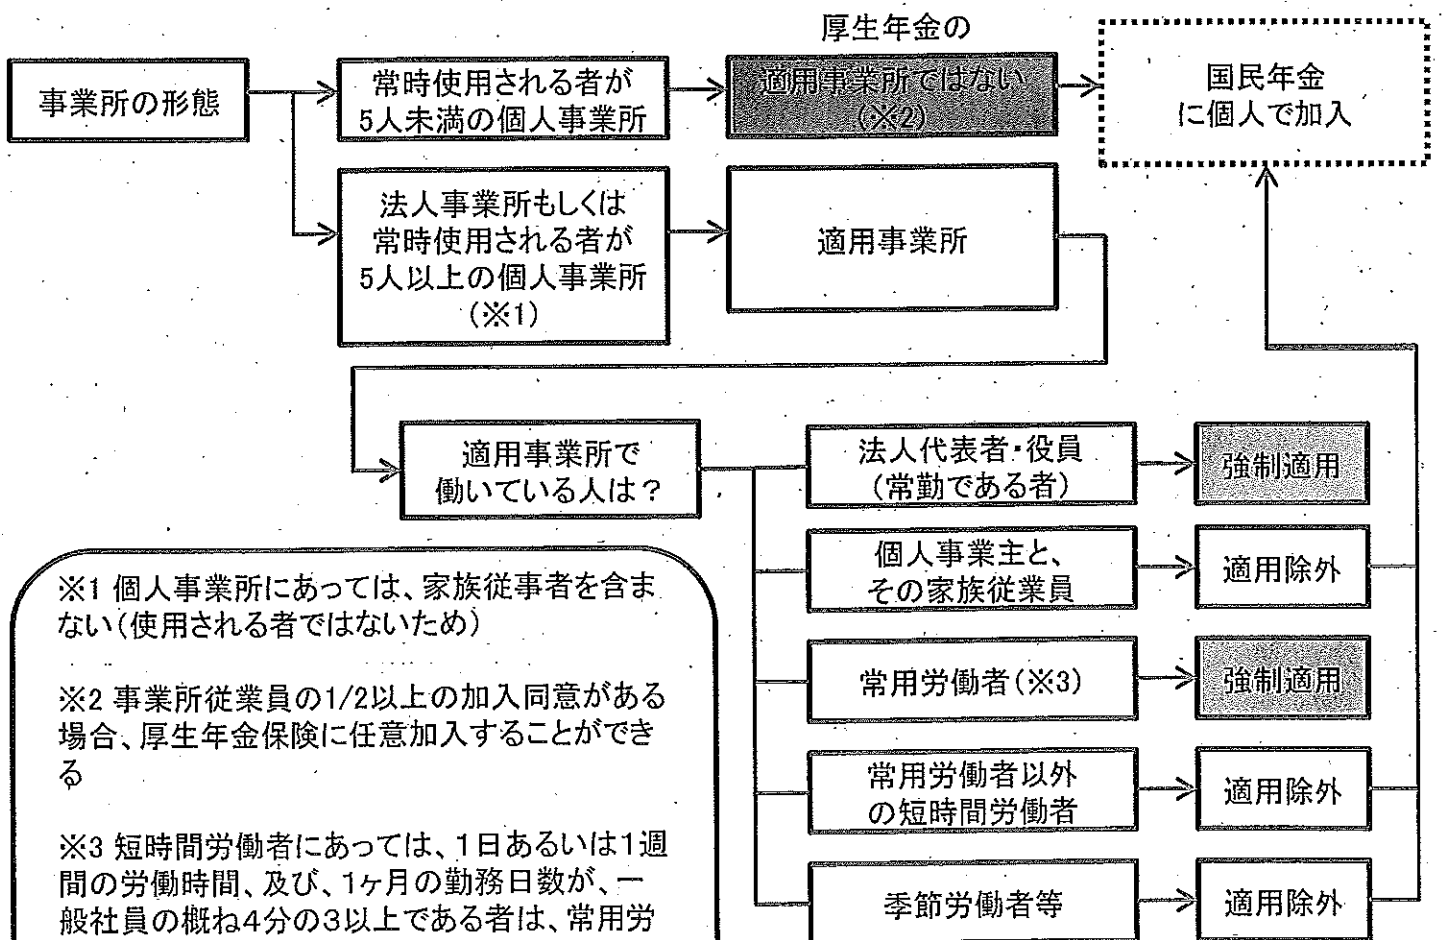 厚生年金の
事業所の形態
常時使用される者が
5人未満の個人事業所
適用事業所ではない
(※2)
国民年金
に個人で加入
法人事業所もしくは
常時使用される者が
5人以上の個人事業所
(※1)
適用事業所
適用事業所で
働いている人は？
法人代表者・役員
(常勤である者)
強制適用
個人事業主と、
その家族従業員
適用除外
常用労働者(※3)
強制適用
常用労働者以外
の短時間労働者
適用除外
季節労働者等
適用除外
※1 個人事業所にあっては、家族従事者を含ま
ない(使用される者ではないため)
※2 事業所従業員の1/2以上の加入同意がある
場合、厚生年金保険に任意加入することができ
る
※3 短時間労働者にあっては、1日あるいは1週
間の労働時間、及び、1ヶ月の勤務日数が、一
般社員の概ね4分の3以上である者は、常用労